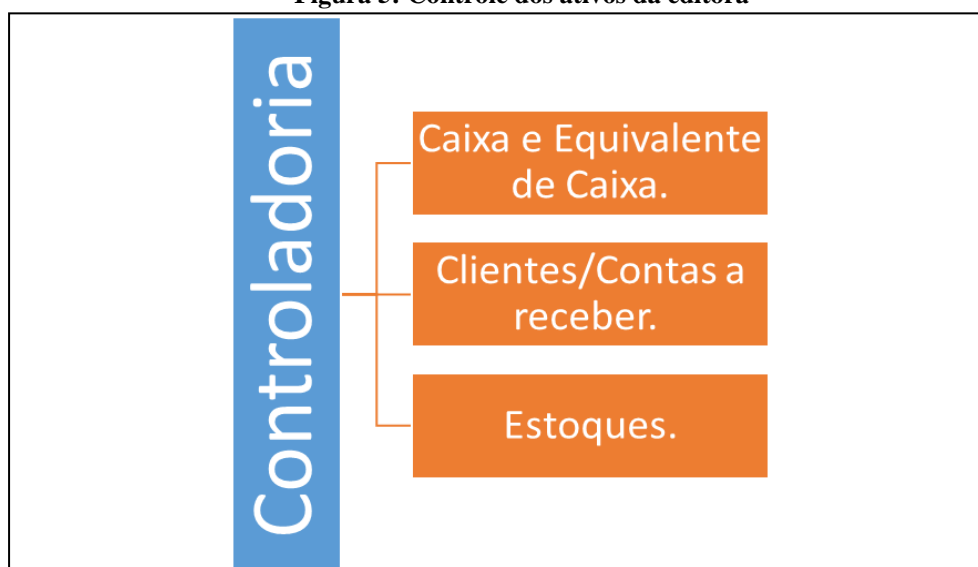 Figura 5: Controle dos ativos da editora
Controladoria
Caixa e Equivalente
de Caixa.
Clientes/Contas a
receber.
Estoques.